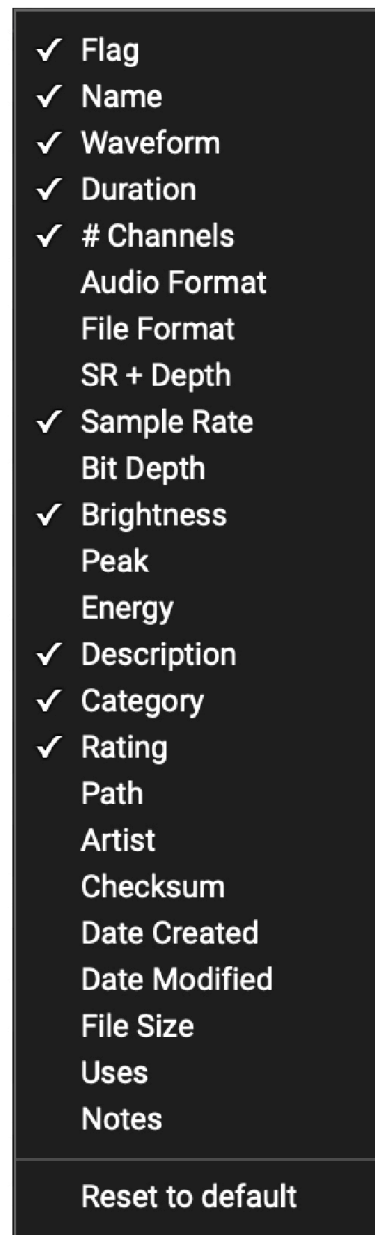 ✓ Flag
✓ Name
✓ Waveform
✓ Duration
✓ # Channels
Audio Format
File Format
SR + Depth
✓ Sample Rate
Bit Depth
✓ Brightness
Peak
Energy
✓ Description
✓ Category
✓ Rating
Path
Artist
Checksum
Date Created
Date Modified
File Size
Uses
Notes
Reset to default